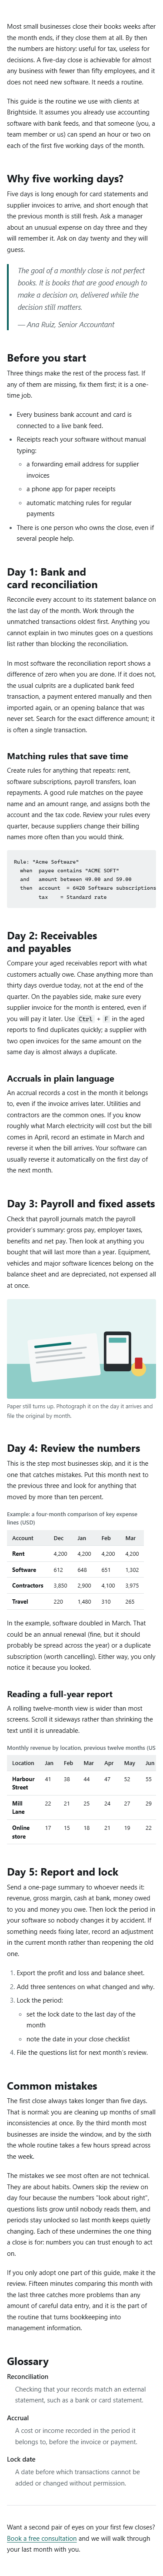 Most small businesses close their books weeks after
the month ends, if they close them at all. By then
the numbers are history: useful for tax, useless for
decisions. A five-day close is achievable for almost
any business with fewer than fifty employees, and it
does not need new software. It needs a routine.
This guide is the routine we use with clients at
Brightside. It assumes you already use accounting
software with bank feeds, and that someone (you, a
team member or us) can spend an hour or two on
each of the first five working days of the month.
Why five working days?
Five days is long enough for card statements and
supplier invoices to arrive, and short enough that
the previous month is still fresh. Ask a manager
about an unusual expense on day three and they
will remember it. Ask on day twenty and they will
guess.
The goal of a monthly close is not perfect
books. It is books that are good enough to
make a decision on, delivered while the
decision still matters.
— Ana Ruiz, Senior Accountant
Before you start
Three things make the rest of the process fast. If
any of them are missing, fix them first; it is a one-
time job.
• Every business bank account and card is
connected to a live bank feed.
• Receipts reach your software without manual
typing:
◦ a forwarding email address for supplier
invoices
◦ a phone app for paper receipts
◦ automatic matching rules for regular
payments
• There is one person who owns the close, even if
several people help.
Day 1: Bank and
card reconciliation
Reconcile every account to its statement balance on
the last day of the month. Work through the
unmatched transactions oldest first. Anything you
cannot explain in two minutes goes on a questions
list rather than blocking the reconciliation.
In most software the reconciliation report shows a
difference of zero when you are done. If it does not,
the usual culprits are a duplicated bank feed
transaction, a payment entered manually and then
imported again, or an opening balance that was
never set. Search for the exact difference amount; it
is often a single transaction.
Matching rules that save time
Create rules for anything that repeats: rent,
software subscriptions, payroll transfers, loan
repayments. A good rule matches on the payee
name and an amount range, and assigns both the
account and the tax code. Review your rules every
quarter, because suppliers change their billing
names more often than you would think.
Rule: "Acme Software"
when payee contains "ACME SOFT"
and amount between 49.00 and 59.00
then account = 6420 Software subscriptions
tax = Standard rate
Day 2: Receivables
and payables
Compare your aged receivables report with what
customers actually owe. Chase anything more than
thirty days overdue today, not at the end of the
quarter. On the payables side, make sure every
supplier invoice for the month is entered, even if
you will pay it later. Use Ctrl + F in the aged
reports to find duplicates quickly; a supplier with
two open invoices for the same amount on the
same day is almost always a duplicate.
Accruals in plain language
An accrual records a cost in the month it belongs
to, even if the invoice arrives later. Utilities and
contractors are the common ones. If you know
roughly what March electricity will cost but the bill
comes in April, record an estimate in March and
reverse it when the bill arrives. Your software can
usually reverse it automatically on the first day of
the next month.
Day 3: Payroll and fixed assets
Check that payroll journals match the payroll
provider's summary: gross pay, employer taxes,
benefits and net pay. Then look at anything you
bought that will last more than a year. Equipment,
vehicles and major software licences belong on the
balance sheet and are depreciated, not expensed all
at once.
Paper still turns up. Photograph it on the day it arrives and
file the original by month.
Day 4: Review the numbers
This is the step most businesses skip, and it is the
one that catches mistakes. Put this month next to
the previous three and look for anything that
moved by more than ten percent.
Example: a four-month comparison of key expense
lines (USD)
Account Dec Jan Feb Mar
Rent 4,200 4,200 4,200 4,200
Software 612 648 651 1,302
Contractors 3,850 2,900 4,100 3,975
Travel 220 1,480 310 265
In the example, software doubled in March. That
could be an annual renewal (fine, but it should
probably be spread across the year) or a duplicate
subscription (worth cancelling). Either way, you only
notice it because you looked.
Reading a full-year report
A rolling twelve-month view is wider than most
screens. Scroll it sideways rather than shrinking the
text until it is unreadable.
Monthly revenue by location, previous twelve months (US
Location Jan Feb Mar Apr May Jun
Harbour
Street 41 38 44 47 52 55
Mill
Lane 22 21 25 24 27 29
Online
store 17 15 18 21 19 22
Day 5: Report and lock
Send a one-page summary to whoever needs it:
revenue, gross margin, cash at bank, money owed
to you and money you owe. Then lock the period in
your software so nobody changes it by accident. If
something needs fixing later, record an adjustment
in the current month rather than reopening the old
one.
1. Export the profit and loss and balance sheet.
2. Add three sentences on what changed and why.
3. Lock the period:
◦ set the lock date to the last day of the
month
◦ note the date in your close checklist
4. File the questions list for next month's review.
Common mistakes
The first close always takes longer than five days.
That is normal: you are cleaning up months of small
inconsistencies at once. By the third month most
businesses are inside the window, and by the sixth
the whole routine takes a few hours spread across
the week.
The mistakes we see most often are not technical.
They are about habits. Owners skip the review on
day four because the numbers "look about right",
questions lists grow until nobody reads them, and
periods stay unlocked so last month keeps quietly
changing. Each of these undermines the one thing
a close is for: numbers you can trust enough to act
on.
If you only adopt one part of this guide, make it the
review. Fifteen minutes comparing this month with
the last three catches more problems than any
amount of careful data entry, and it is the part of
the routine that turns bookkeeping into
management information.
Glossary
Reconciliation
Checking that your records match an external
statement, such as a bank or card statement.
Accrual
A cost or income recorded in the period it
belongs to, before the invoice or payment.
Lock date
A date before which transactions cannot be
added or changed without permission.
Want a second pair of eyes on your first few closes?
Book a free consultation and we will walk through
your last month with you.